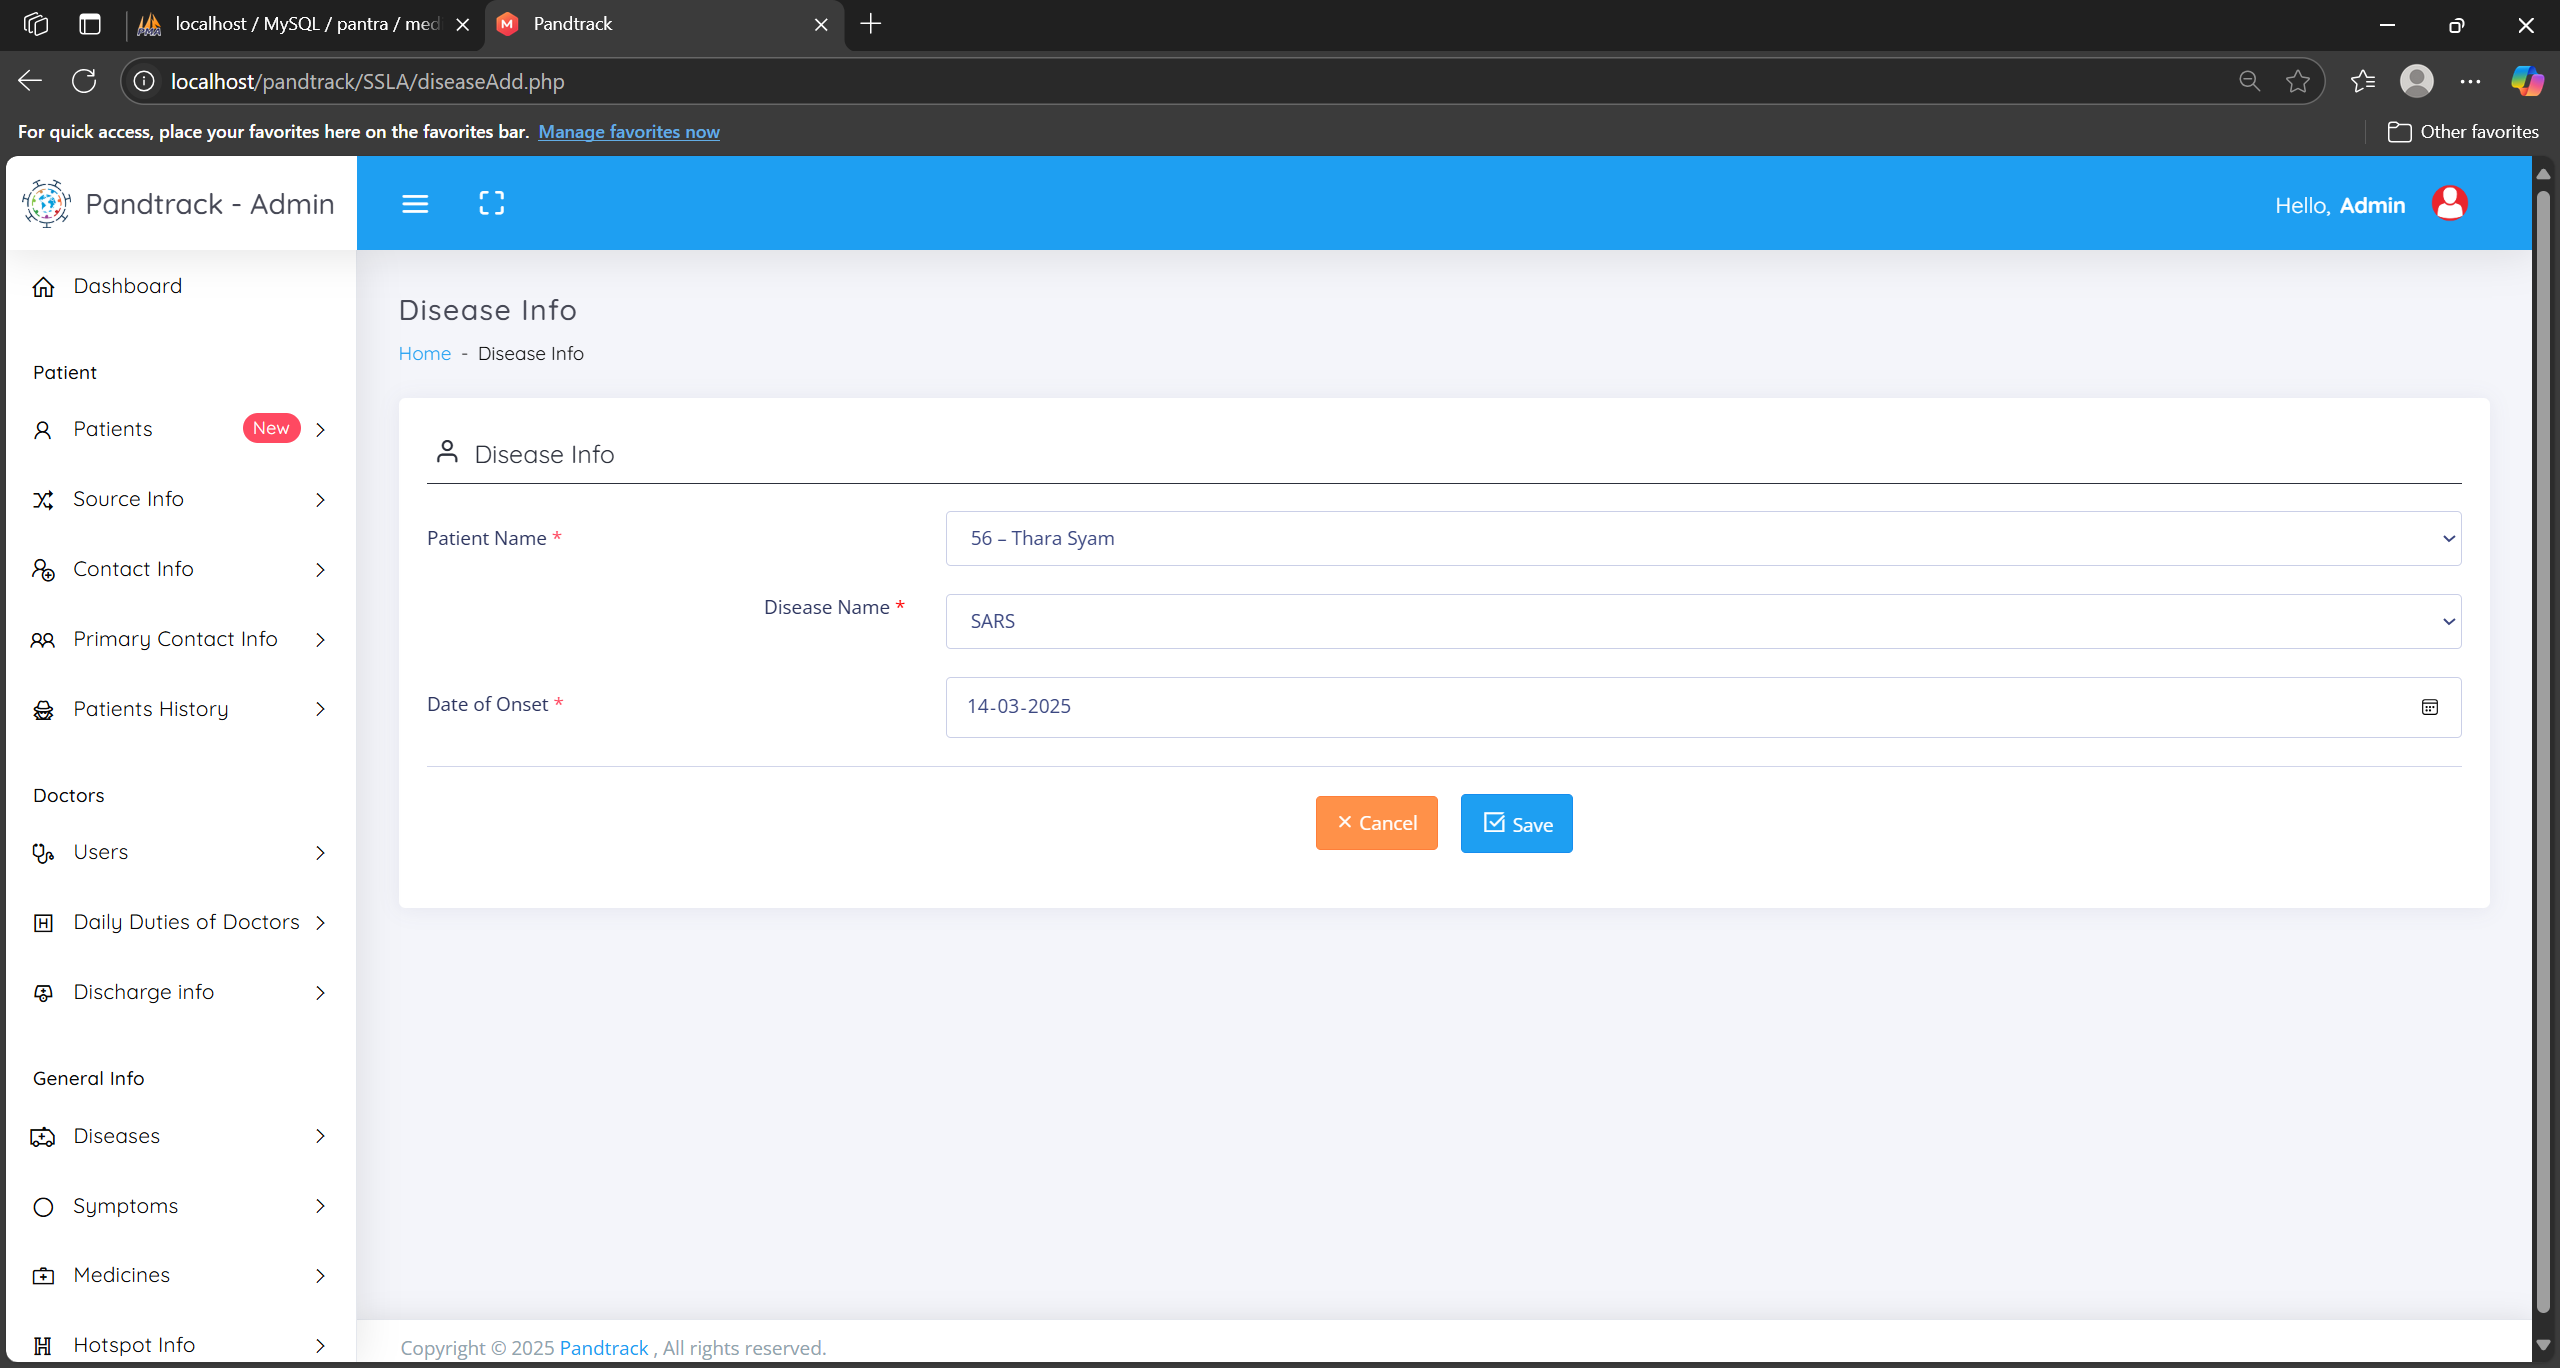 localhost / MySQL / pantra / med
Pandtrack
localhost/pandtrack/SSLA/diseaseAdd.php
For quick access, place your favorites here on the favorites bar. Manage favorites now
Other favorites
Pandtrack - Admin
Hello, Admin
Dashboard
Patient
Patients New
Source Info
Contact Info
Primary Contact Info
Patients History
Doctors
Users
Daily Duties of Doctors
Discharge info
General Info
Diseases
Symptoms
Medicines
Hotspot Info
Disease Info
Home - Disease Info
Disease Info
Patient Name *
56 – Thara Syam
Disease Name *
SARS
Date of Onset *
14-03-2025
Cancel
Save
Copyright © 2025 Pandtrack , All rights reserved.